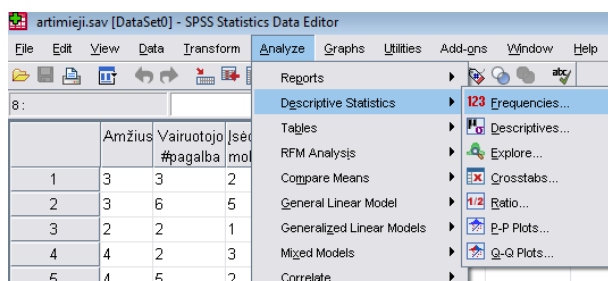 artimieji.sav [DataSet0] - SPSS Statistics Data Editor
File Edit View Data Transform Analyze Graphs Utilities Add-ons Window Help
8 :
Reports
Descriptive Statistics
Tables
RFM Analysis
Compare Means
General Linear Model
Generalized Linear Models
Mixed Models
Correlate
123 Frequencies...
Descriptives...
Explore...
Crosstabs...
1/2 Ratio...
P-P Plots...
Q-Q Plots...
Amžius Vairuotojo
#pagalba
1 3 3 2
2 3 6 5
3 2 2 1
4 4 2 3
5 4 5 2